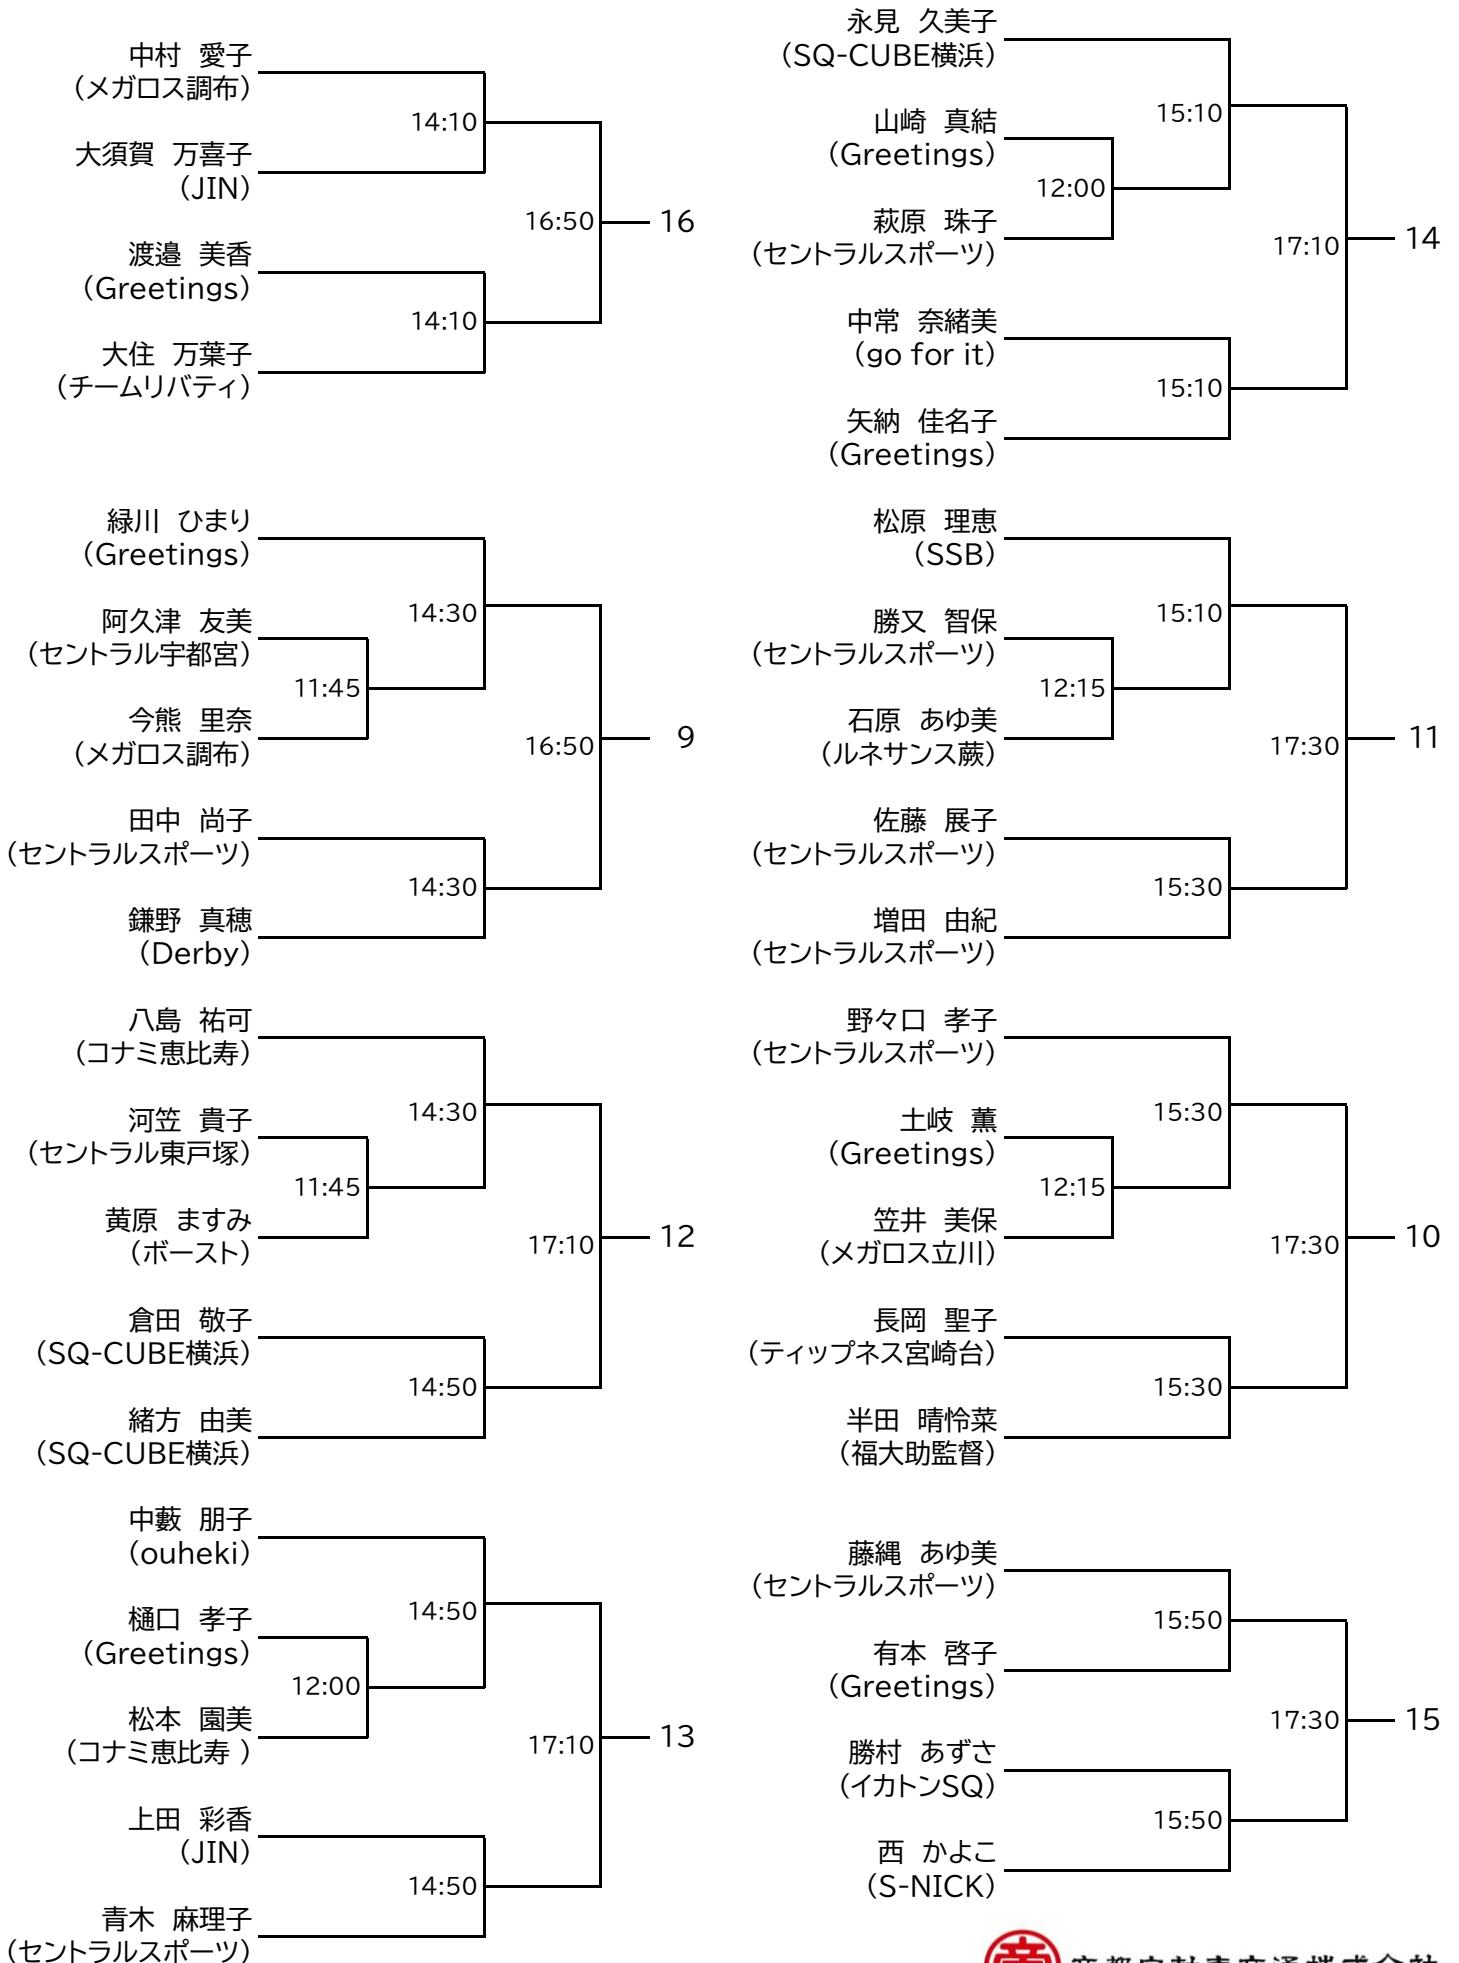 中村 愛子
(メガロス調布)
14:10
大須賀 万喜子
(JIN)
16:50
16
渡邉 美香
(Greetings)
14:10
大住 万葉子
(チームリバティ)
緑川 ひまり
(Greetings)
14:30
阿久津 友美
(セントラル宇都宮)
11:45
今熊 里奈
(メガロス調布)
16:50
9
田中 尚子
(セントラルスポーツ)
14:30
鎌野 真穂
(Derby)
八島 祐可
(コナミ恵比寿)
14:30
河笠 貴子
(セントラル東戸塚)
11:45
黄原 ますみ
(ボースト)
17:10
12
倉田 敬子
(SQ-CUBE横浜)
14:50
緒方 由美
(SQ-CUBE横浜)
中藪 朋子
(ouheki)
14:50
樋口 孝子
(Greetings)
12:00
松本 園美
(コナミ恵比寿 )
17:10
13
上田 彩香
(JIN)
14:50
青木 麻理子
(セントラルスポーツ)
永見 久美子
(SQ-CUBE横浜)
15:10
山崎 真結
(Greetings)
12:00
萩原 珠子
(セントラルスポーツ)
17:10
14
中常 奈緒美
(go for it)
15:10
矢納 佳名子
(Greetings)
松原 理恵
(SSB)
15:10
勝又 智保
(セントラルスポーツ)
12:15
石原 あゆ美
(ルネサンス蕨)
17:30
11
佐藤 展子
(セントラルスポーツ)
15:30
増田 由紀
(セントラルスポーツ)
野々口 孝子
(セントラルスポーツ)
15:30
土岐 薫
(Greetings)
12:15
笠井 美保
(メガロス立川)
17:30
10
長岡 聖子
(ティップネス宮崎台)
15:30
半田 晴怜菜
(福大助監督)
藤縄 あゆ美
(セントラルスポーツ)
15:50
有本 啓子
(Greetings)
17:30
15
勝村 あずさ
(イカトンSQ)
15:50
西 かよこ
(S-NICK)